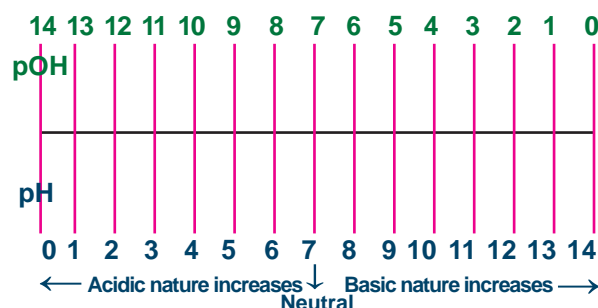 14 13 12 11 10 9 8 7 6 5 4 3 2 1 0
pOH
pH
0 1 2 3 4 5 6 7 8 9 10 11 12 13 14
← Acidic nature increases ↓ Basic nature increases →
Neutral